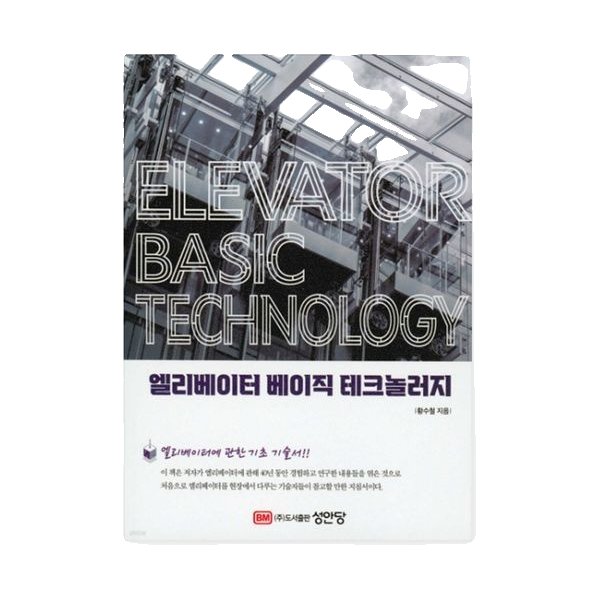 ELEVATOR
BASIC
TECHNOLOGY
엘리베이터 베이직 테크놀러지
(황수철 지음)
엘리베이터에 관한 기초 기술서!!
이 책은 저자가 엘리베이터에 관해 40년 동안 경험하고 연구한 내용들을 엮은 것으로
처음으로 엘리베이터를 현장에서 다루는 기술자들이 참고할 만한 지침서이다.
BM (주)도서출판 성안당